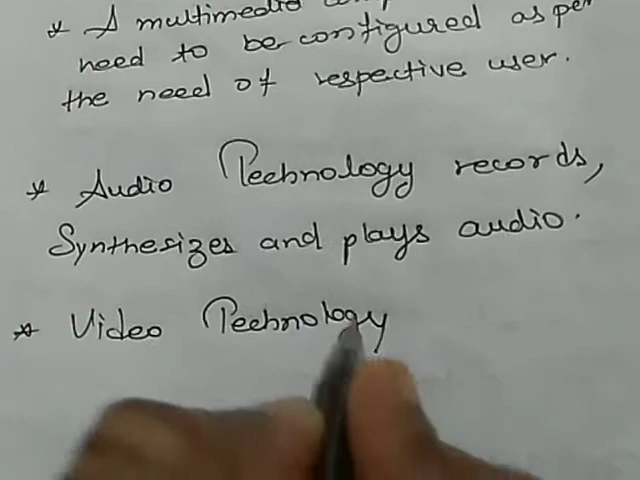 * A multimedia
need to be configured as per
the need of respective user.
* Audio Technology records,
Synthesizes and plays audio.
* Video Technology